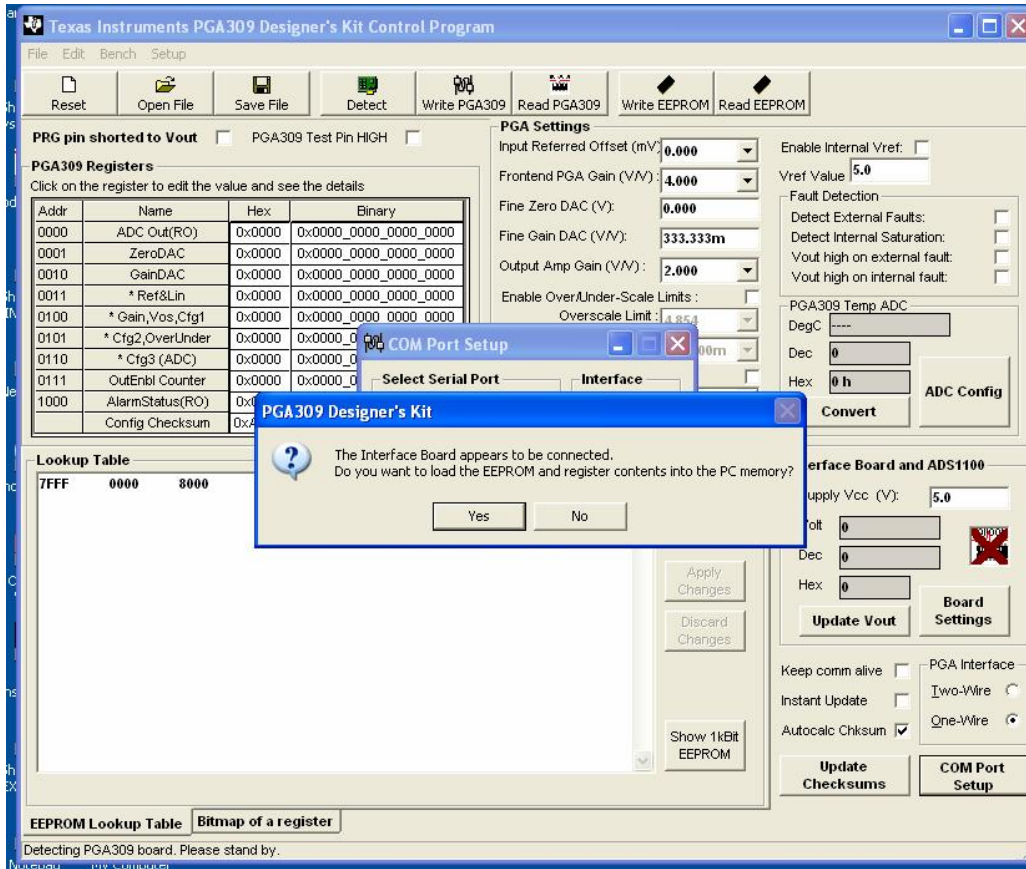 Texas Instruments PGA309 Designer's Kit Control Program
File Edit Bench Setup
Reset Open File Save File Detect Write PGA309 Read PGA309 Write EEPROM Read EEPROM
PRG pin shorted to Vout PGA309 Test Pin HIGH
PGA309 Registers
Click on the register to edit the value and see the details
Addr Name Hex Binary
0000 ADC Out(RO) 0x0000 0x0000_0000_0000_0000
0001 ZeroDAC 0x0000 0x0000_0000_0000_0000
0010 GainDAC 0x0000 0x0000_0000_0000_0000
0011 * Ref&Lin 0x0000 0x0000_0000_0000_0000
0100 * Gain,Vos,Cfg1 0x0000 0x0000_0000_0000_0000
0101 * Cfg2,OverUnder 0x0000 0x0000_0
0110 * Cfg3 (ADC) 0x0000 0x0000_0
0111 OutEnbl Counter 0x0000 0x0000_0
1000 AlarmStatus(RO)
Config Checksum
PGA Settings
Input Referred Offset (mV) 0.000
Frontend PGA Gain (V/V) : 4.000
Fine Zero DAC (V): 0.000
Fine Gain DAC (V/V): 333.333m
Output Amp Gain (V/V) : 2.000
Enable Over/Under-Scale Limits :
Overscale Limit : 4.854
00m
Enable Internal Vref:
Vref Value 5.0
Fault Detection
Detect External Faults:
Detect Internal Saturation:
Vout high on external fault:
Vout high on internal fault:
PGA309 Temp ADC
DegC ----
Dec 0
Hex 0 h
Convert
ADC Config
COM Port Setup
Select Serial Port Interface
PGA309 Designer's Kit
The Interface Board appears to be connected.
Do you want to load the EEPROM and register contents into the PC memory?
Yes No
Lookup Table
7FFF 0000 8000
Apply
Changes
Discard
Changes
Show 1kBit
EEPROM
erface Board and ADS1100
upply Vcc (V): 5.0
olt 0
Dec 0
Hex 0
Update Vout
Board
Settings
Keep comm alive
Instant Update
Autocalc Chksum
PGA Interface
Two-Wire
One-Wire
Update
Checksums
COM Port
Setup
EEPROM Lookup Table Bitmap of a register
Detecting PGA309 board. Please stand by.